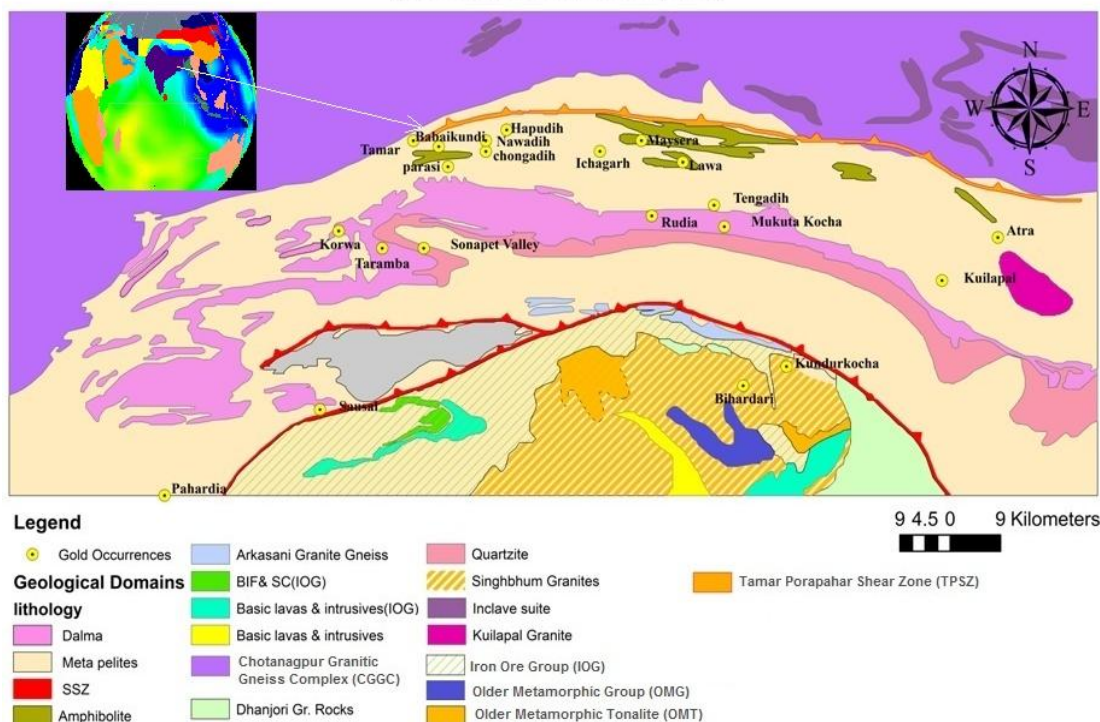 N
W
E
S
Hapudih
Babaikundi
Nawadih
Tamar
chongadih
Maysera
Ichagarh
parasi
Lawa
Tengadih
Rudia
Mukuta Kocha
Korwa
Sonapet Valley
Atra
Taramba
Kuilapal
Kundurkocha
Bihardari
Sausal
Pahardia
Legend
Gold Occurrences
Geological Domains
lithology
Dalma
Meta pelites
SSZ
Amphibolite
Arkasani Granite Gneiss
BIF& SC(IOG)
Basic lavas & intrusives(IOG)
Basic lavas & intrusives
Chotanagpur Granitic
Gneiss Complex (CGGC)
Dhanjori Gr. Rocks
Quartzite
Singhbhum Granites
Inclave suite
Kuilapal Granite
Iron Ore Group (IOG)
Older Metamorphic Group (OMG)
Older Metamorphic Tonalite (OMT)
Tamar Porapahar Shear Zone (TPSZ)
9 4.5 0 9 Kilometers